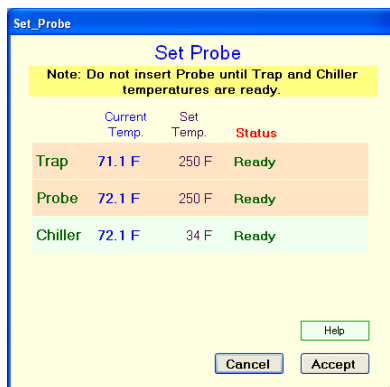 Set_Probe
Set Probe
Note: Do not insert Probe until Trap and Chiller
temperatures are ready.
Current Set
Temp. Temp. Status
Trap 71.1 F 250 F Ready
Probe 72.1 F 250 F Ready
Chiller 72.1 F 34 F Ready
Help
Cancel Accept